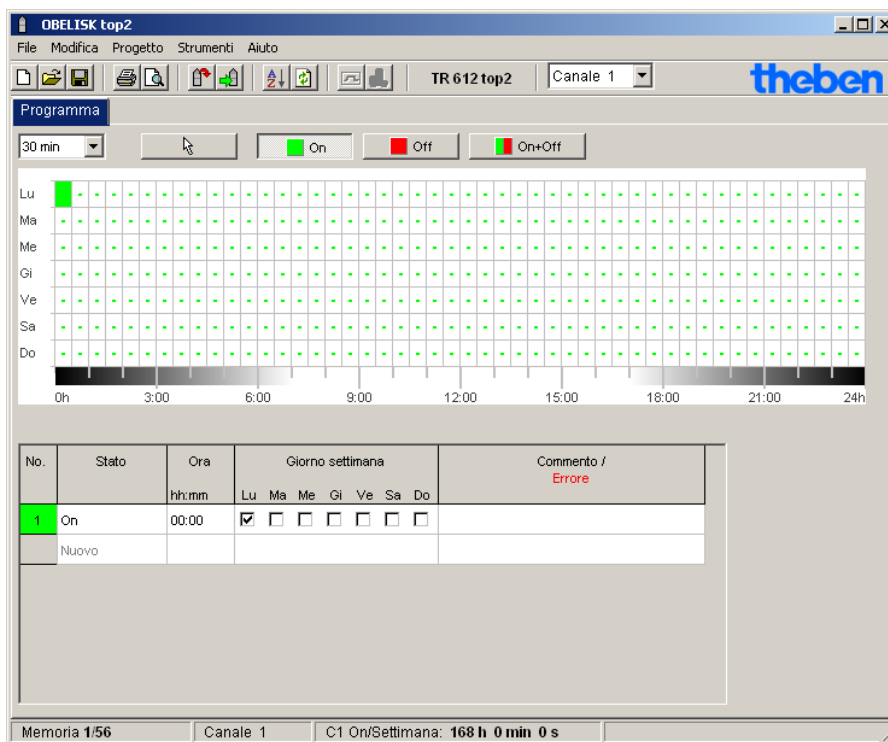 OBELISK top2
File Modifica Progetto Strumenti Aiuto
TR 612 top2 Canale 1 theben
Programma
30 min On Off On+Off
Lu
Ma
Me
Gi
Ve
Sa
Do
0h 3:00 6:00 9:00 12:00 15:00 18:00 21:00 24h
No. Stato Ora Giorno settimana Commento /
Errore
hh:mm Lu Ma Me Gi Ve Sa Do
1 On 00:00
Nuovo
Memoria 1/56 Canale 1 C1 On/Settimana: 168 h 0 min 0 s